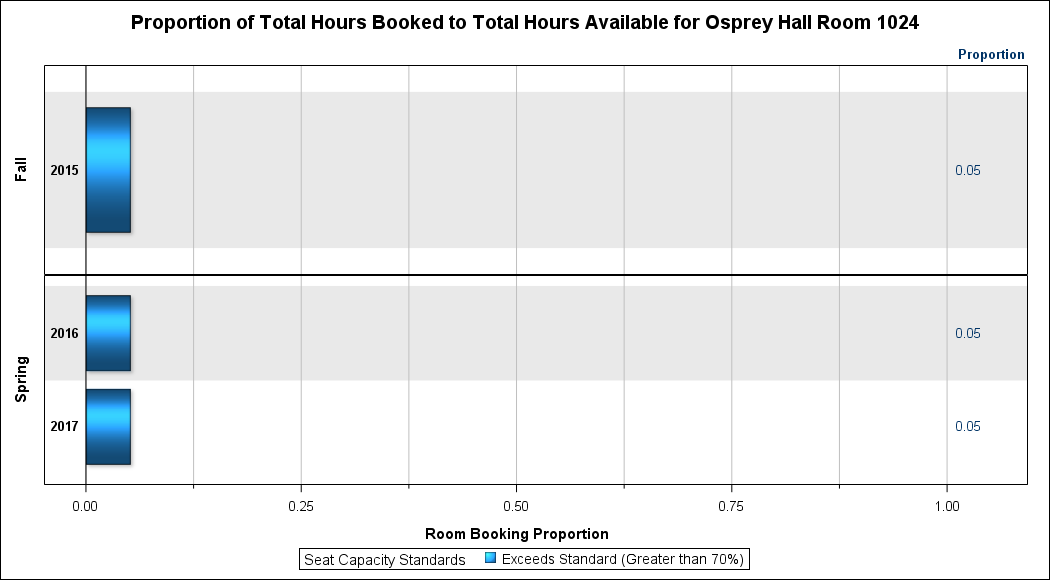 Proportion of Total Hours Booked to Total Hours Available for Osprey Hall Room 1024
Proportion
Fall
2015
0.05
Spring
2016
0.05
2017
0.05
0.00 0.25 0.50 0.75 1.00
Room Booking Proportion
Seat Capacity Standards Exceeds Standard (Greater than 70%)